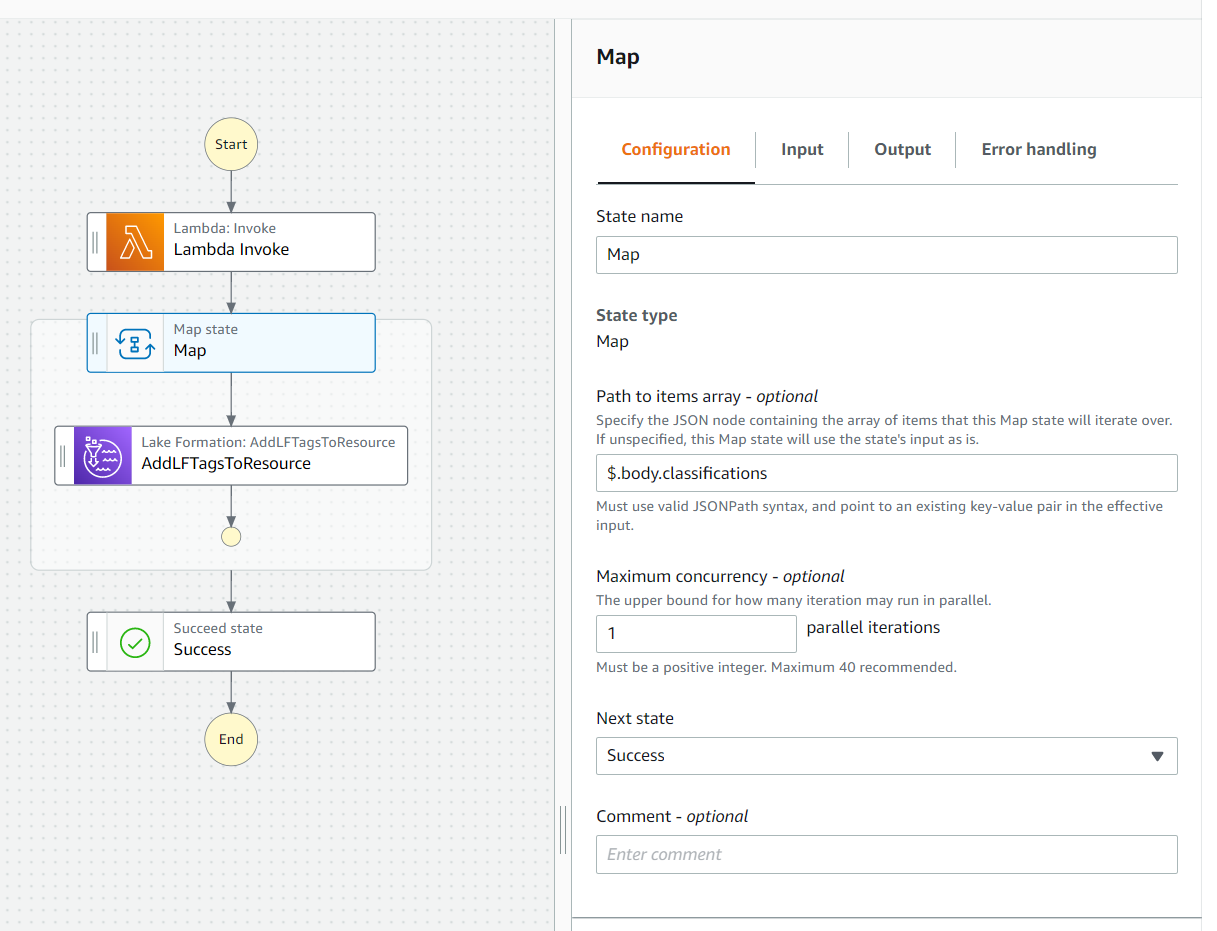 Start
Lambda: Invoke
Lambda Invoke
Map state
Map
Lake Formation: AddLFTagsToResource
AddLFTagsToResource
Succeed state
Success
End
Map
Configuration
Input
Output
Error handling
State name
Map
State type
Map
Path to items array - optional
Specify the JSON node containing the array of items that this Map state will iterate over.
If unspecified, this Map state will use the state's input as is.
$.body.classifications
Must use valid JSONPath syntax, and point to an existing key-value pair in the effective
input.
Maximum concurrency - optional
The upper bound for how many iteration may run in parallel.
1
parallel iterations
Must be a positive integer. Maximum 40 recommended.
Next state
Success
Comment - optional
Enter comment